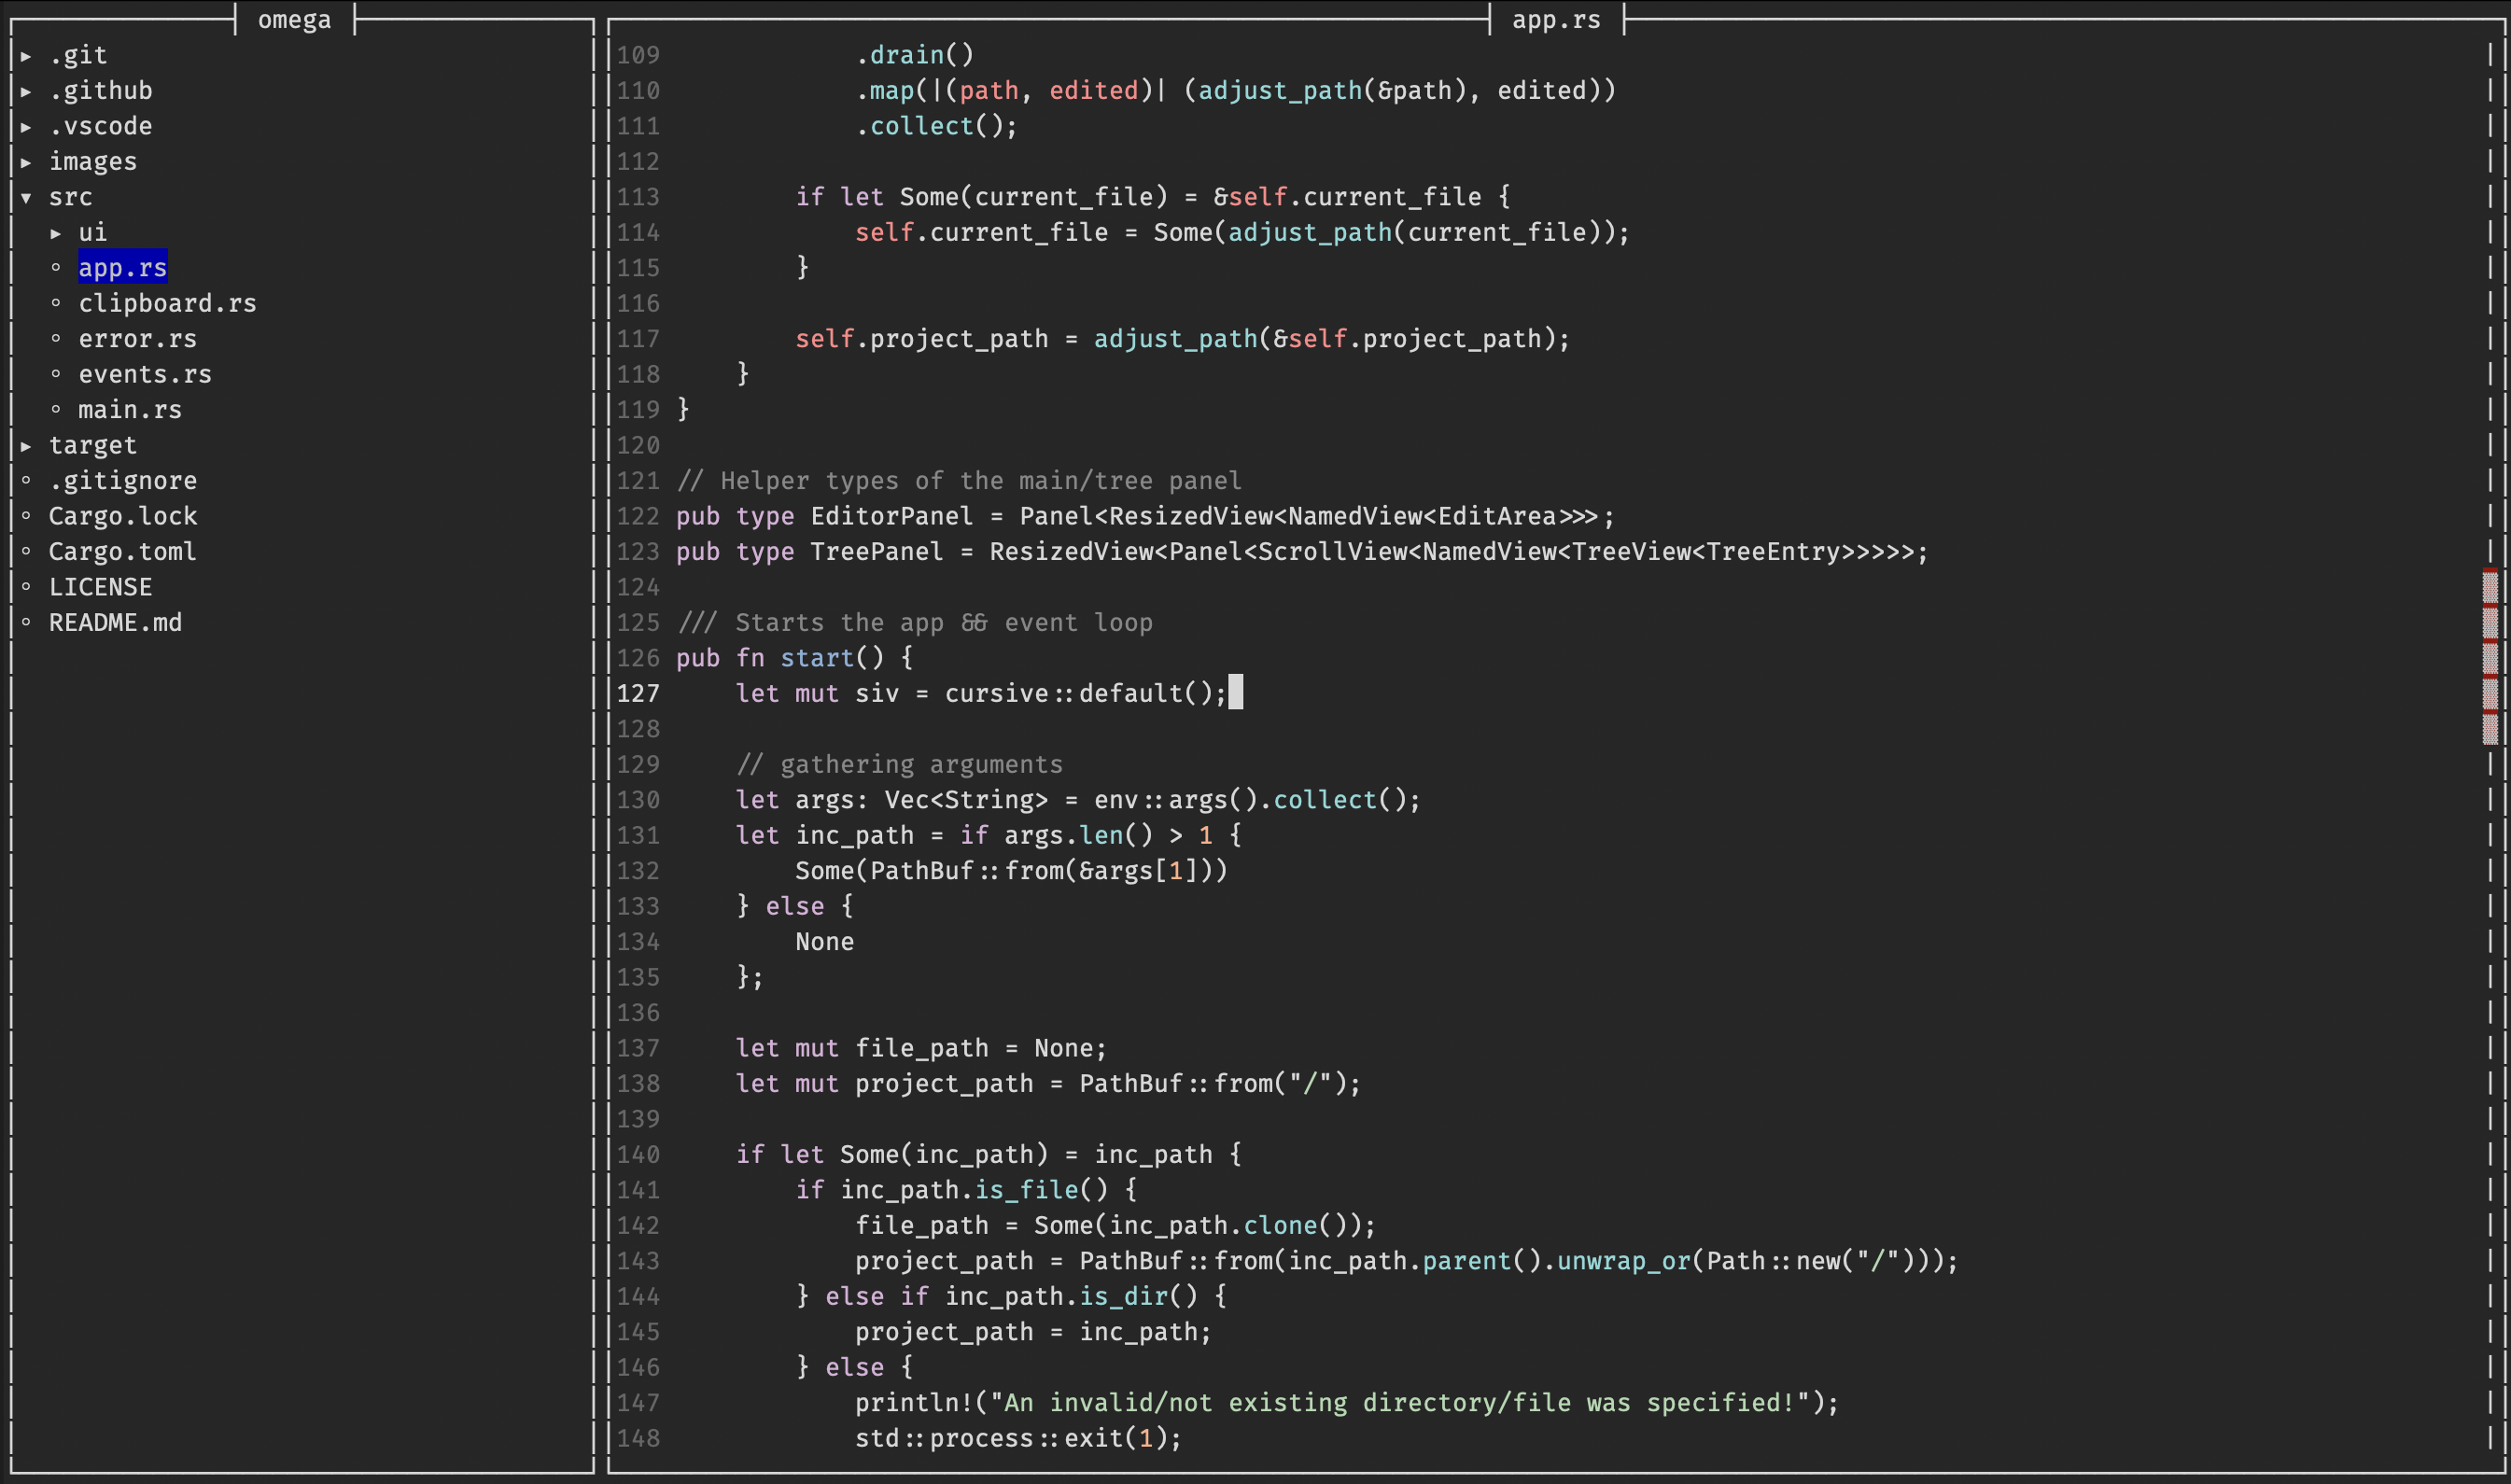 omega
▸ .git
▸ .github
▸ .vscode
▸ images
▾ src
  ▸ ui
  ◦ app.rs
  ◦ clipboard.rs
  ◦ error.rs
  ◦ events.rs
  ◦ main.rs
▸ target
◦ .gitignore
◦ Cargo.lock
◦ Cargo.toml
◦ LICENSE
◦ README.md
app.rs
109             .drain()
110             .map(|(path, edited)| (adjust_path(&path), edited))
111             .collect();
112
113         if let Some(current_file) = &self.current_file {
114             self.current_file = Some(adjust_path(current_file));
115         }
116
117         self.project_path = adjust_path(&self.project_path);
118     }
119 }
120
121 // Helper types of the main/tree panel
122 pub type EditorPanel = Panel<ResizedView<NamedView<EditArea>>>;
123 pub type TreePanel = ResizedView<Panel<ScrollView<NamedView<TreeView<TreeEntry>>>>>;
124
125 /// Starts the app && event loop
126 pub fn start() {
127     let mut siv = cursive::default();
128
129     // gathering arguments
130     let args: Vec<String> = env::args().collect();
131     let inc_path = if args.len() > 1 {
132         Some(PathBuf::from(&args[1]))
133     } else {
134         None
135     };
136
137     let mut file_path = None;
138     let mut project_path = PathBuf::from("/");
139
140     if let Some(inc_path) = inc_path {
141         if inc_path.is_file() {
142             file_path = Some(inc_path.clone());
143             project_path = PathBuf::from(inc_path.parent().unwrap_or(Path::new("/")));
144         } else if inc_path.is_dir() {
145             project_path = inc_path;
146         } else {
147             println!("An invalid/not existing directory/file was specified!");
148             std::process::exit(1);